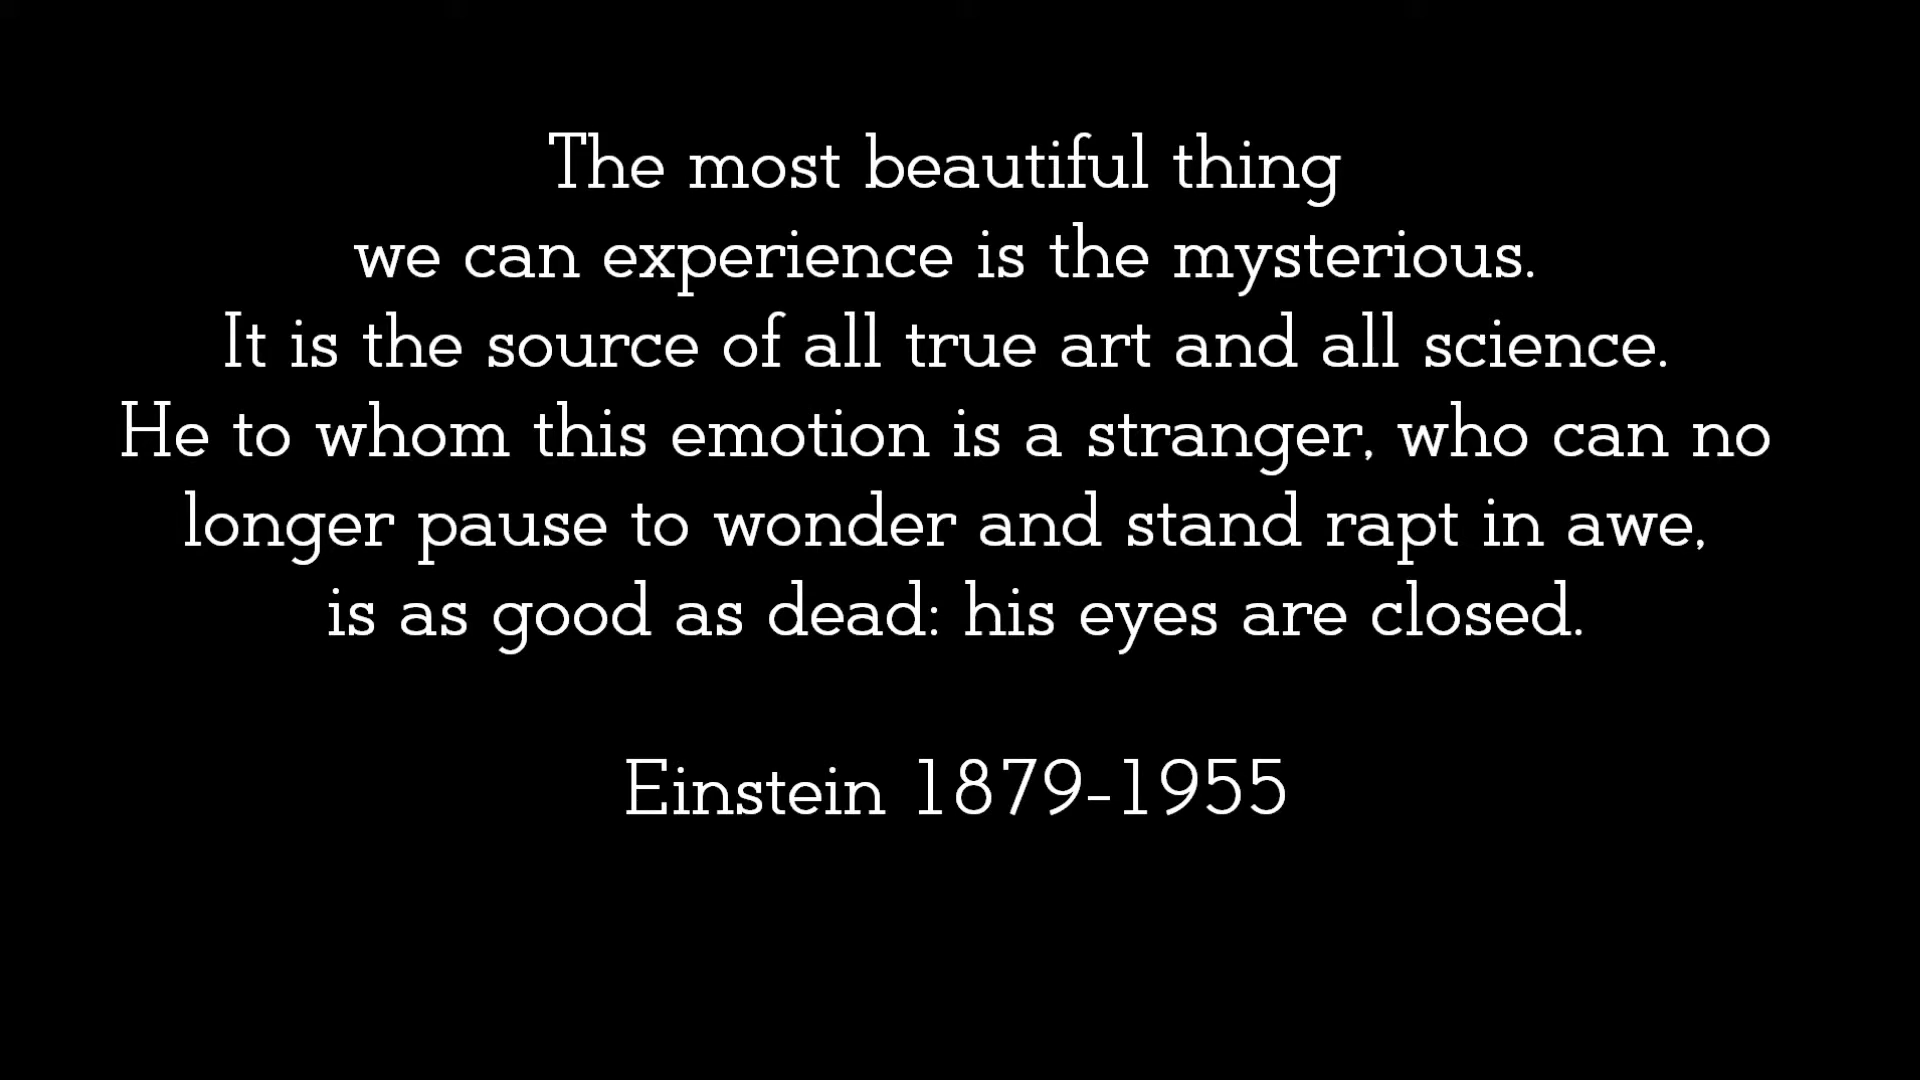 The most beautiful thing
we can experience is the mysterious.
It is the source of all true art and all science.
He to whom this emotion is a stranger, who can no
longer pause to wonder and stand rapt in awe,
is as good as dead: his eyes are closed.
Einstein 1879-1955